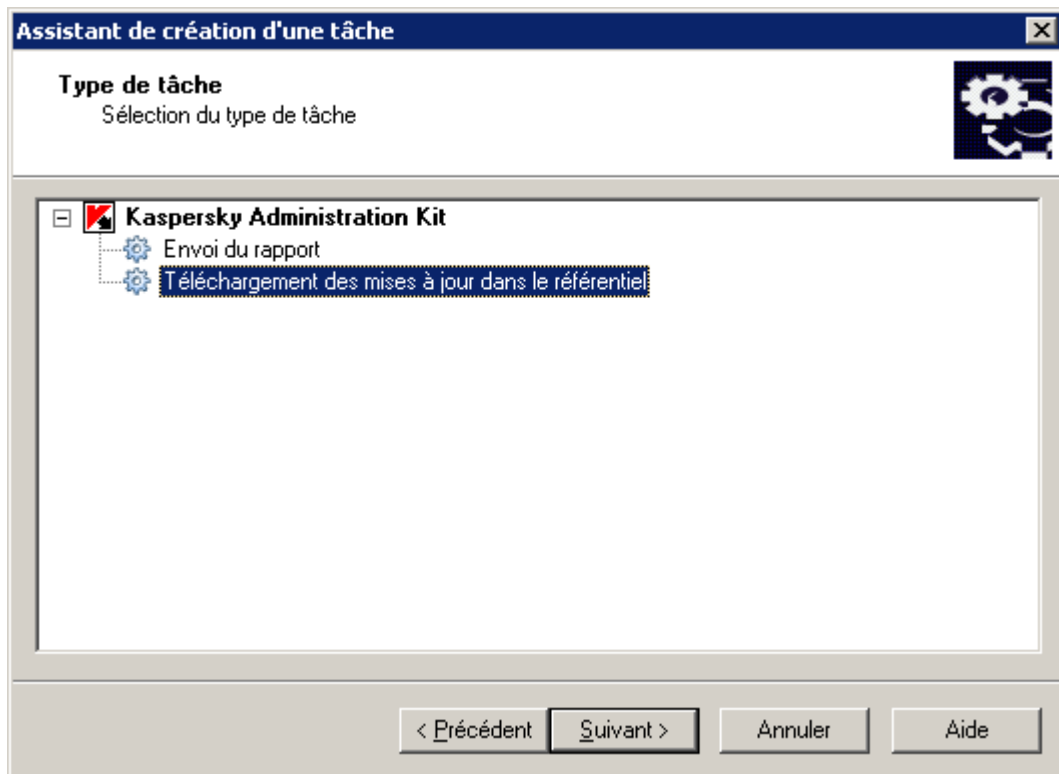 Assistant de création d'une tâche
Type de tâche
Sélection du type de tâche
Kaspersky Administration Kit
Envoi du rapport
Téléchargement des mises à jour dans le référentiel
< Précédent Suivant > Annuler Aide